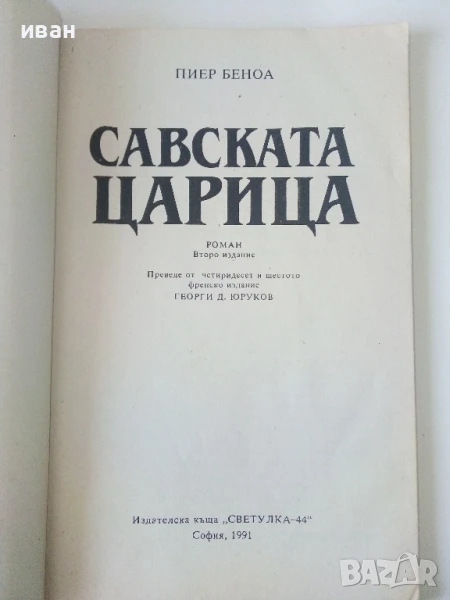 иван
ПИЕР БЕНОА
САВСКАТА
ЦАРИЦА
РОМАН
Второ издание
Преведе от четиридесет и шестото
френско издание
ГЕОРГИ Д. ЮРУКОВ
Издателска къща „СВЕТУЛКА–44“
София, 1991
BAZAR